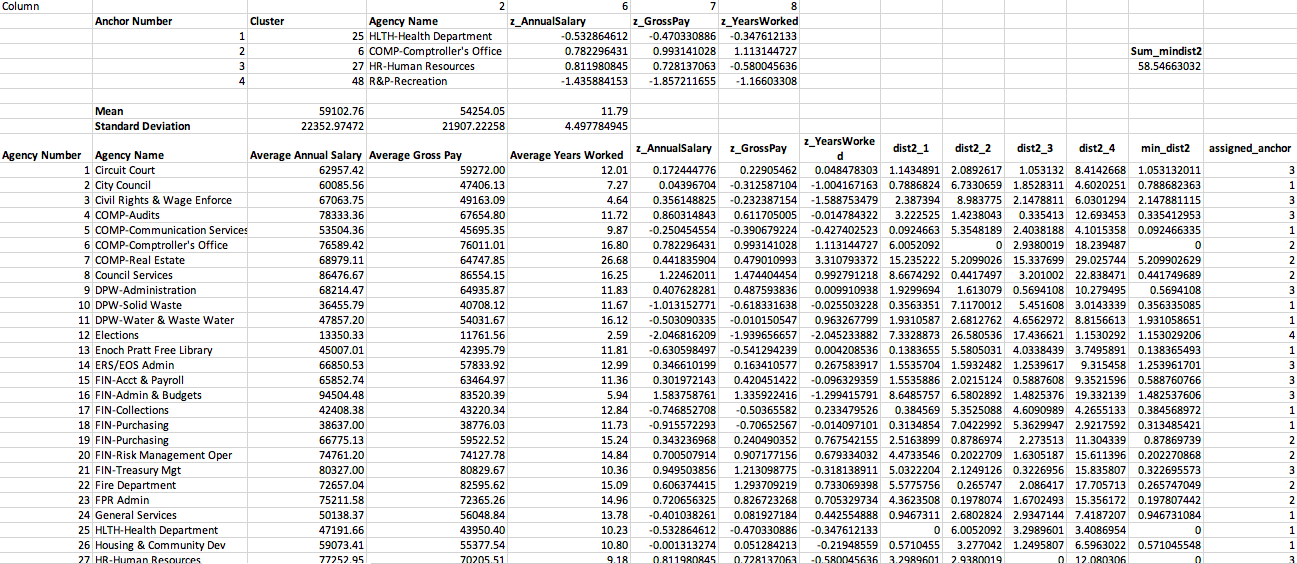 Column 2 6 7 8
Anchor Number Cluster Agency Name z_AnnualSalary z_GrossPay z_YearsWorked
1 25 HLTH-Health Department -0.532864612 -0.470330886 -0.347612133
2 6 COMP-Comptroller's Office 0.782296431 0.993141028 1.113144727 Sum_mindist2
3 27 HR-Human Resources 0.811980845 0.728137063 -0.580045636 58.54663032
4 48 R&P-Recreation -1.435884153 -1.857211655 -1.16603308
Mean 59102.76 54254.05 11.79
Standard Deviation 22352.97472 21907.22258 4.497784945
Agency Number Agency Name Average Annual Salary Average Gross Pay Average Years Worked z_AnnualSalary z_GrossPay z_YearsWorked dist2_1 dist2_2 dist2_3 dist2_4 min_dist2 assigned_anchor
1 Circuit Court 62957.42 59272.00 12.01 0.172444776 0.22905462 0.048478303 1.1434891 2.0892617 1.053132 8.4142668 1.053132011 3
2 City Council 60085.56 47406.13 7.27 0.04396704 -0.312587104 -1.004167163 0.7886824 6.7330659 1.8528311 4.6020251 0.788682363 1
3 Civil Rights & Wage Enforce 67063.75 49163.09 4.64 0.356148825 -0.232387154 -1.588753479 2.387394 8.983775 2.1478811 6.0301294 2.147881115 3
4 COMP-Audits 78333.36 67654.80 11.72 0.860314843 0.611705005 -0.014784322 3.222525 1.4238043 0.335413 12.693453 0.335412953 3
5 COMP-Communication Services 53504.36 45695.35 9.87 -0.250454554 -0.390679224 -0.427402523 0.0924663 5.3548189 2.4038188 4.1015358 0.092466335 1
6 COMP-Comptroller's Office 76589.42 76011.01 16.80 0.782296431 0.993141028 1.113144727 6.0052092 0 2.9380019 18.239487 0 2
7 COMP-Real Estate 68979.11 64747.85 26.68 0.441835904 0.479010993 3.310793372 15.235222 5.2099026 15.337699 29.025744 5.209902629 2
8 Council Services 86476.67 86554.15 16.25 1.22462011 1.474404454 0.992791218 8.6674292 0.4417497 3.201002 22.838471 0.441749689 2
9 DPW-Administration 68214.47 64935.87 11.83 0.407628281 0.487593836 0.009910938 1.9299694 1.613079 0.5694108 10.279495 0.5694108 3
10 DPW-Solid Waste 36455.79 40708.12 11.67 -1.013152771 -0.618331638 -0.025503228 0.3563351 7.1170012 5.451608 3.0143339 0.356335085 1
11 DPW-Water & Waste Water 47857.20 54031.67 16.12 -0.503090335 -0.010150547 0.963267799 1.9310587 2.6812762 4.6562972 8.8156613 1.931058651 1
12 Elections 13350.33 11761.56 2.59 -2.046816209 -1.939656657 -2.045233882 7.3328873 26.580536 17.436621 1.1530292 1.153029206 4
13 Enoch Pratt Free Library 45007.01 42395.79 11.81 -0.630598497 -0.541294239 0.004208536 0.1383655 5.5805031 4.0338439 3.7495891 0.138365493 1
14 ERS/EOS Admin 66850.53 57833.92 12.99 0.346610199 0.163410577 0.267583917 1.5535704 1.5932482 1.2539617 9.315458 1.253961701 3
15 FIN-Acct & Payroll 65852.74 63464.97 11.36 0.301972143 0.420451422 -0.096329359 1.5535886 2.0215124 0.5887608 9.3521596 0.588760766 3
16 FIN-Admin & Budgets 94504.48 83520.39 5.94 1.583758761 1.335922416 -1.299415791 8.6485757 6.5802892 1.4825376 19.332139 1.482537606 3
17 FIN-Collections 42408.38 43220.34 12.84 -0.746852708 -0.50365582 0.233479526 0.384569 5.3525088 4.6090989 4.2655133 0.384568972 1
18 FIN-Purchasing 38637.00 38776.03 11.73 -0.915572293 -0.70652567 -0.014097101 0.3134854 7.0422992 5.3629947 2.9217592 0.313485421 1
19 FIN-Purchasing 66775.13 59522.52 15.24 0.343236968 0.240490352 0.767542155 2.5163899 0.8786974 2.273513 11.304339 0.87869739 2
20 FIN-Risk Management Oper 74761.20 74127.78 14.84 0.700507914 0.907177156 0.679334032 4.4733546 0.2022709 1.6305187 15.611396 0.202270868 2
21 FIN-Treasury Mgt 80327.00 80829.67 10.36 0.949503856 1.213098775 -0.318138911 5.0322204 2.1249126 0.3226956 15.835807 0.322695573 3
22 Fire Department 72657.04 82595.62 15.09 0.606374415 1.293709219 0.733069398 5.5775756 0.265747 2.086417 17.705713 0.265747049 2
23 FPR Admin 75211.58 72365.26 14.96 0.720656325 0.826723268 0.705329734 4.3623508 0.1978074 1.6702493 15.356172 0.197807442 2
24 General Services 50138.37 56048.84 13.78 -0.401038261 0.081927184 0.442554888 0.9467311 2.6802824 2.9347144 7.4187207 0.946731084 1
25 HLTH-Health Department 47191.66 43950.40 10.23 -0.532864612 -0.470330886 -0.347612133 0 6.0052092 3.2989601 3.4086954 0 1
26 Housing & Community Dev 59073.41 55377.54 10.80 -0.001313274 0.051284213 -0.21948559 0.5710455 3.277042 1.2495807 6.5963022 0.571045548 1
27 HR-Human Resources 77252.95 70205.51 9.18 0.811980845 0.728137063 -0.580045636 3.2989601 2.9380019 0 12.080306 0 3